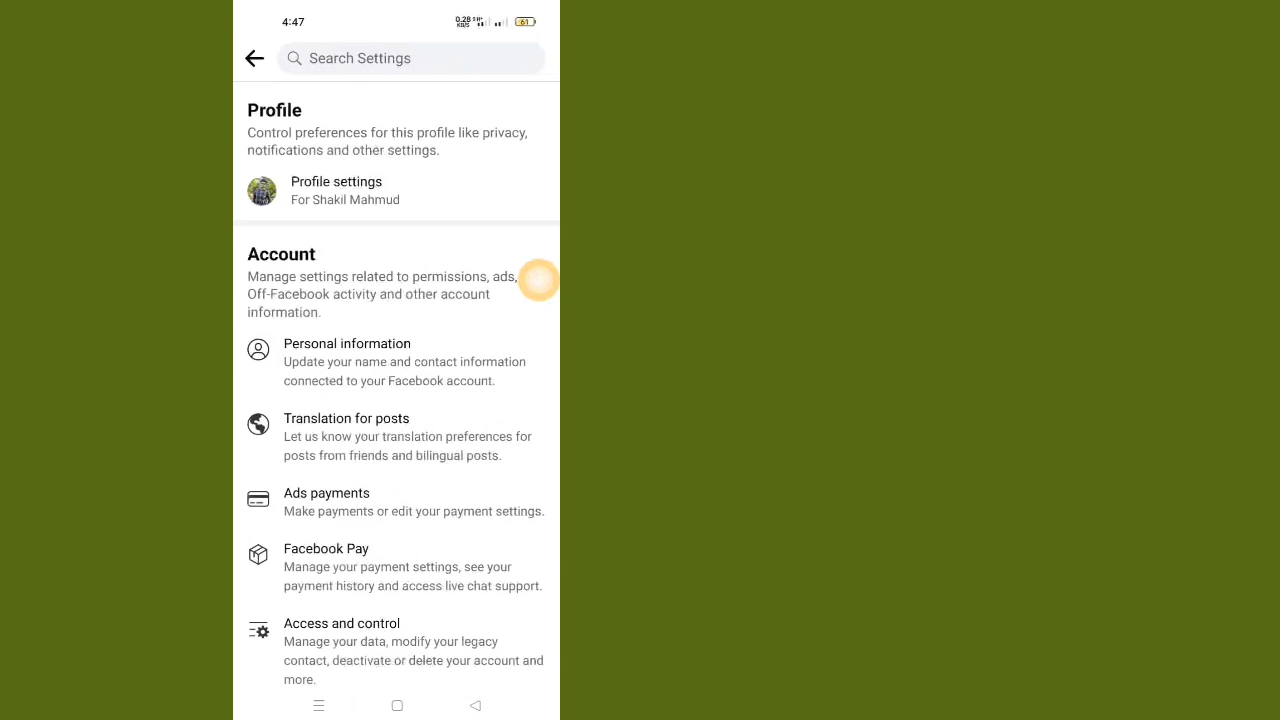 4:47
0.28 KB/S
61
Search Settings
Profile
Control preferences for this profile like privacy,
notifications and other settings.
Profile settings
For Shakil Mahmud
Account
Manage settings related to permissions, ads,
Off-Facebook activity and other account
information.
Personal information
Update your name and contact information
connected to your Facebook account.
Translation for posts
Let us know your translation preferences for
posts from friends and bilingual posts.
Ads payments
Make payments or edit your payment settings.
Facebook Pay
Manage your payment settings, see your
payment history and access live chat support.
Access and control
Manage your data, modify your legacy
contact, deactivate or delete your account and
more.